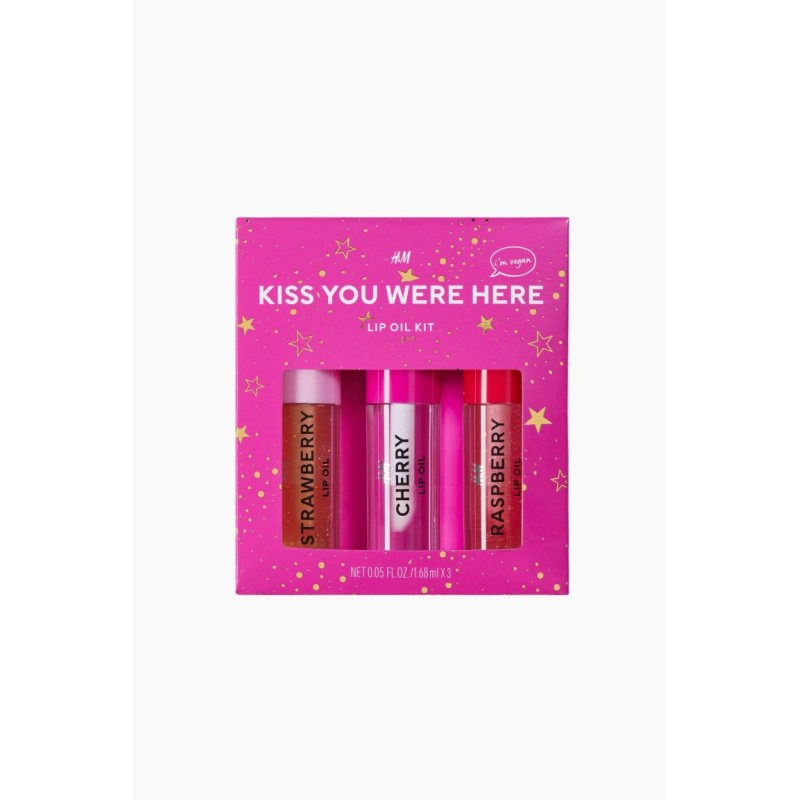 H&M
i'm vegan
KISS YOU WERE HERE
LIP OIL KIT
STRAWBERRY
LIP OIL
CHERRY
LIP OIL
H&M
RASPBERRY
LIP OIL
NET 0.05 FL.OZ./1.68 ml X 3